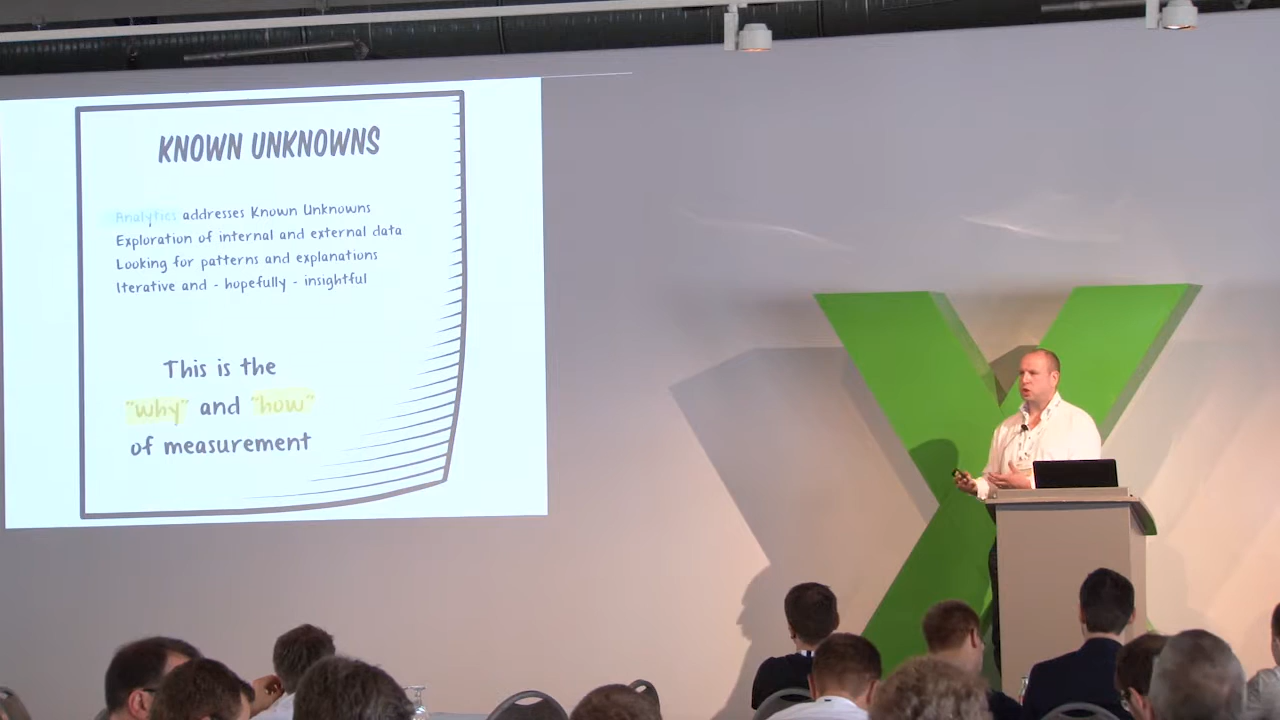 KNOWN UNKNOWNS
Analytics addresses Known Unknowns
Exploration of internal and external data
Looking for patterns and explanations
Iterative and - hopefully - insightful
This is the
"why" and "how"
of measurement